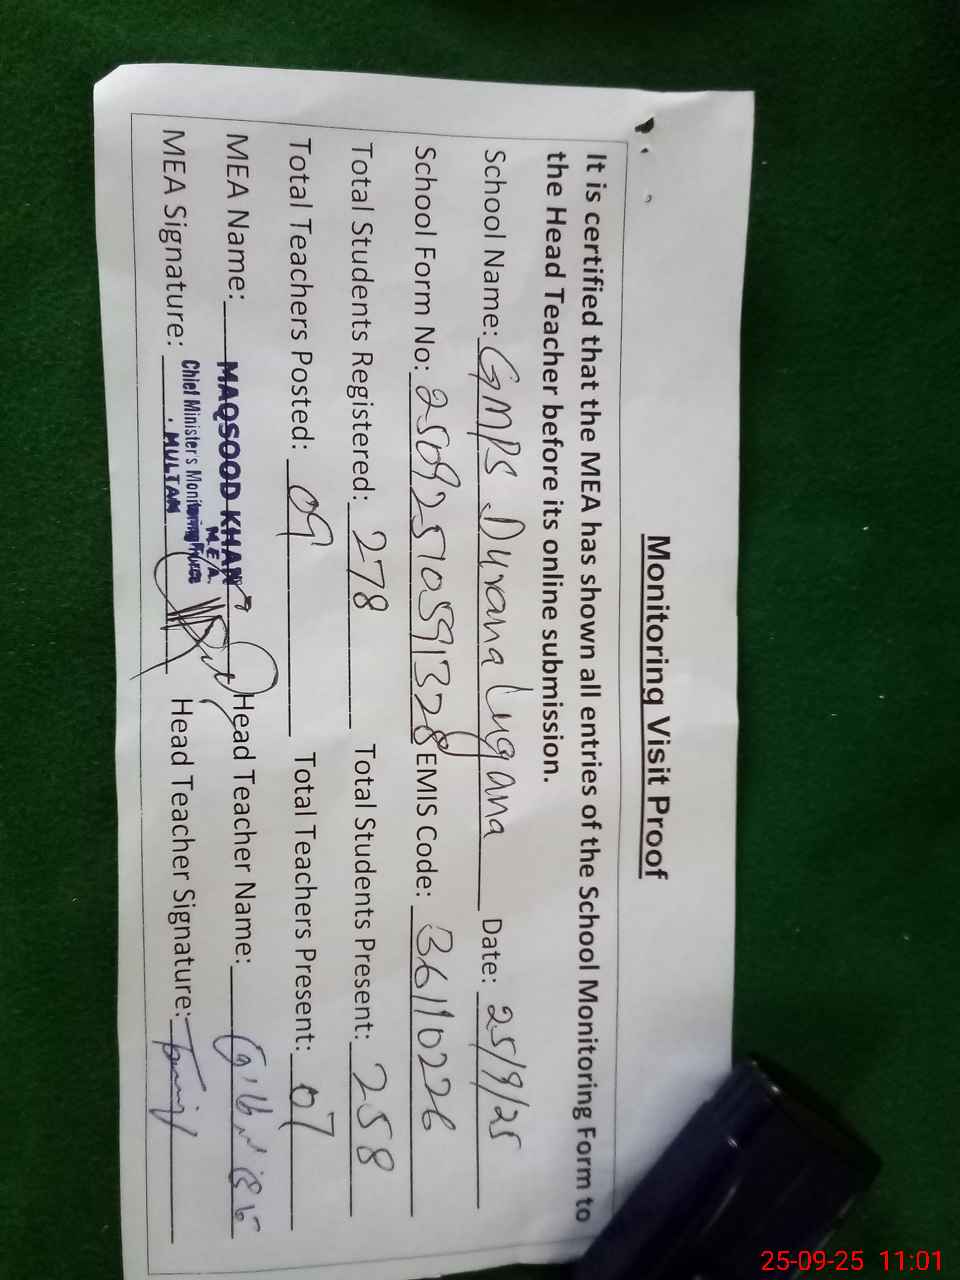 Monitoring Visit Proof
It is certified that the MEA has shown all entries of the School Monitoring Form to
the Head Teacher before its online submission.
School Name: GMPS Durana Lugana Date: 25/9/25
School Form No: 25092510591328 EMIS Code: 36110226
Total Students Registered: 278 Total Students Present: 258
Total Teachers Posted: 09 Total Teachers Present: 07
MEA Name: MAQSOOD KHAN Head Teacher Name:
M.E/A.
Chief Minister's Monitoring Force
MULTAN
MEA Signature: Head Teacher Signature:
25-09-25 11:01